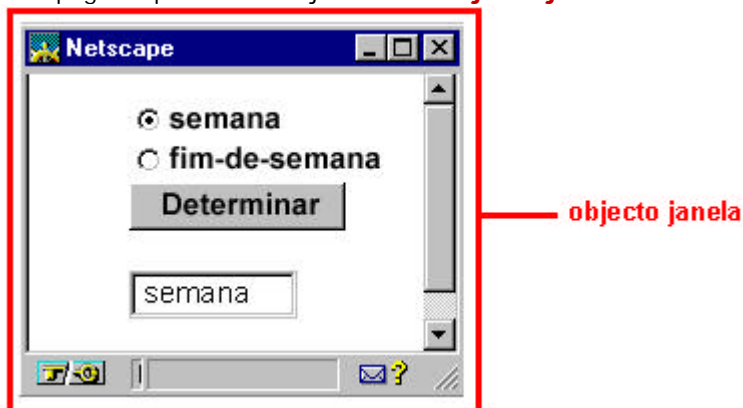 Netscape
semana
fim-de-semana
Determinar
objecto janela
semana